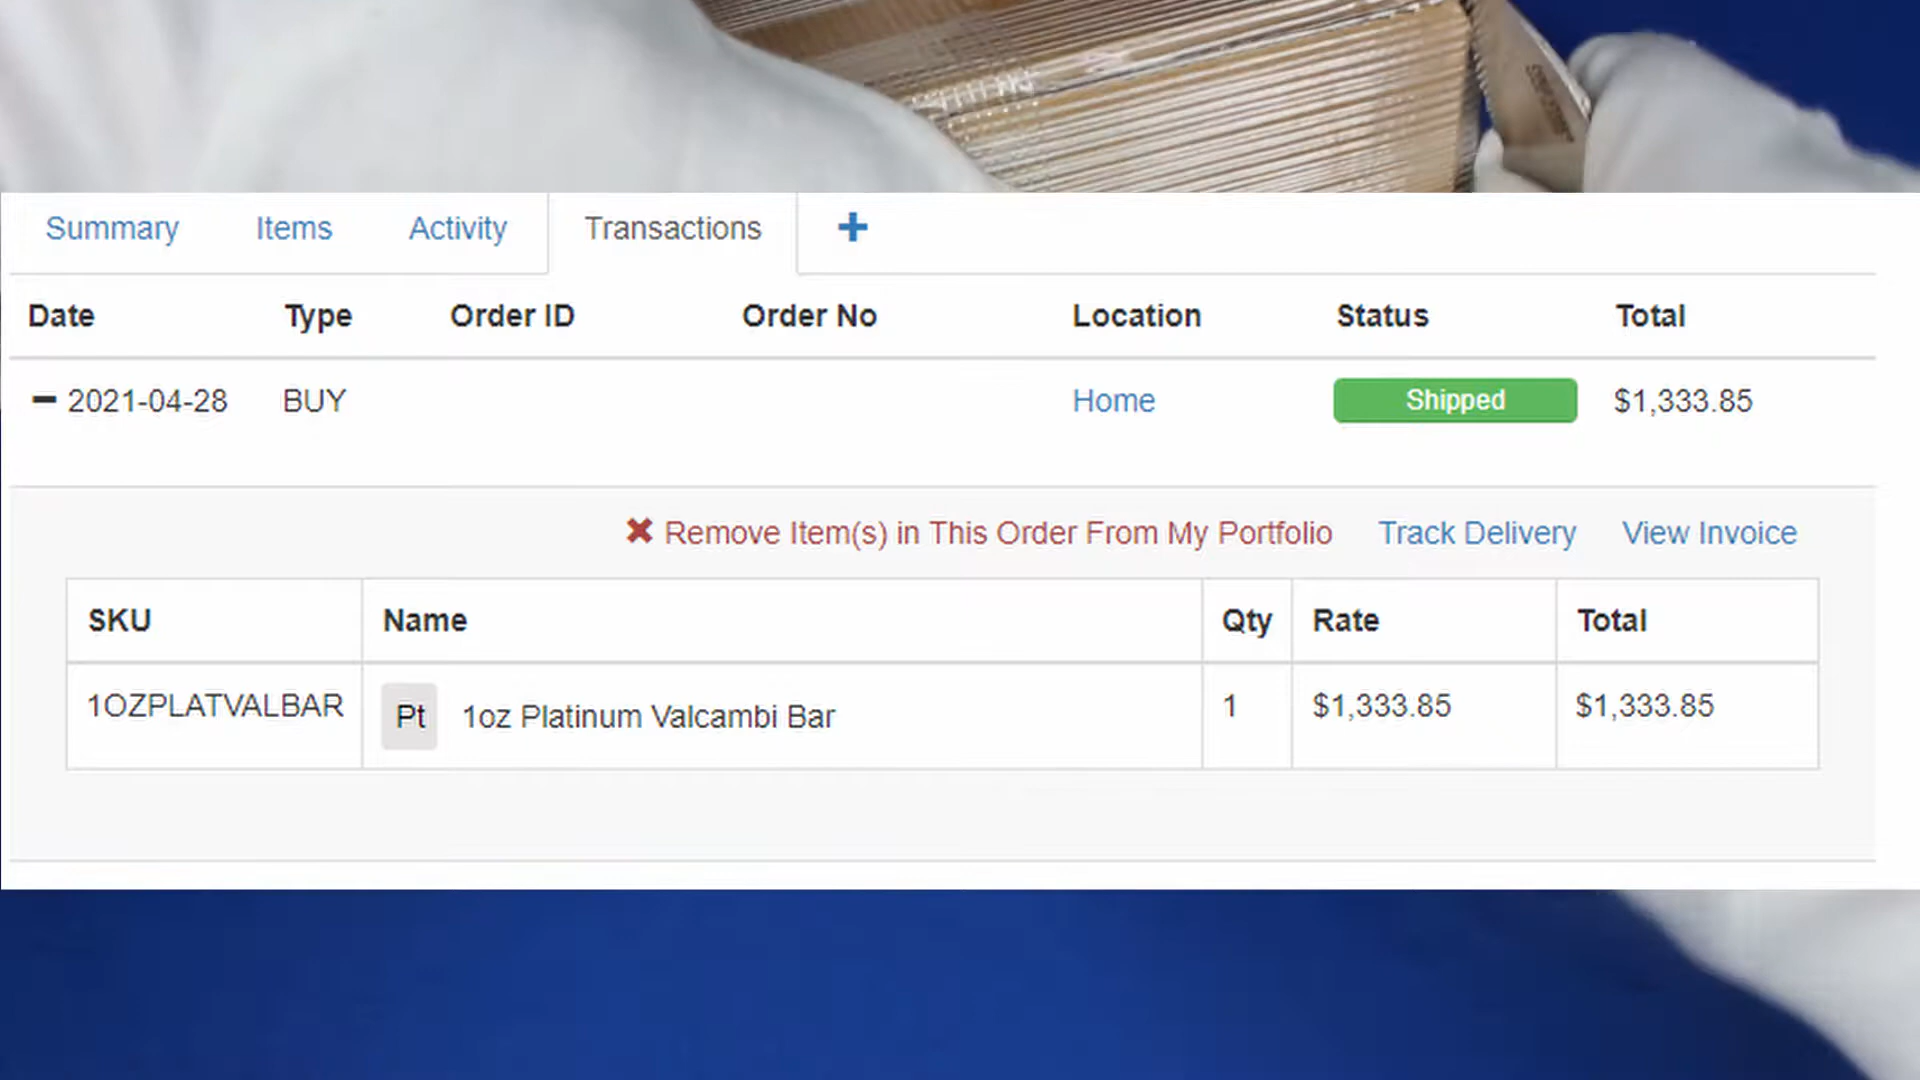 Summary Items Activity Transactions +
Date Type Order ID Order No Location Status Total
2021-04-28 BUY Home Shipped $1,333.85
Remove Item(s) in This Order From My Portfolio Track Delivery View Invoice
SKU Name Qty Rate Total
1OZPLATVALBAR Pt 1oz Platinum Valcambi Bar 1 $1,333.85 $1,333.85